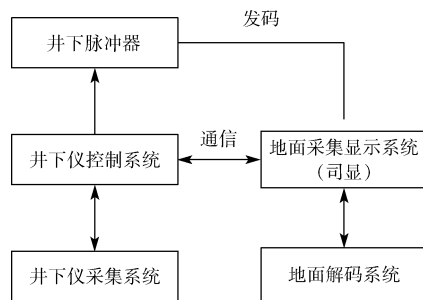 发码
井下脉冲器
通信
井下仪控制系统
地面采集显示系统
(司显)
井下仪采集系统
地面解码系统